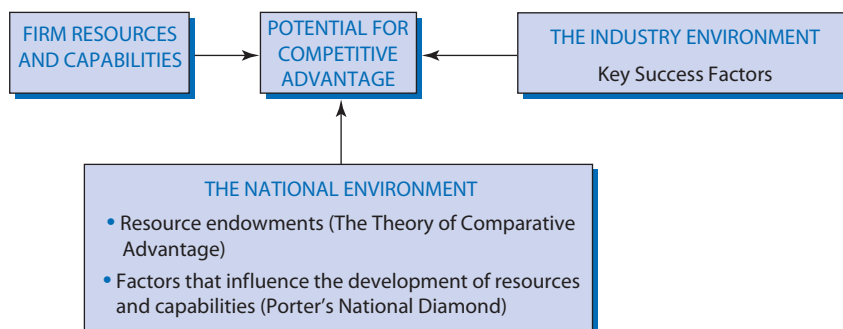 FIRM RESOURCES
AND CAPABILITIES
POTENTIAL FOR
COMPETITIVE
ADVANTAGE
THE INDUSTRY ENVIRONMENT
Key Success Factors
THE NATIONAL ENVIRONMENT
• Resource endowments (The Theory of Comparative
Advantage)
• Factors that influence the development of resources
and capabilities (Porter’s National Diamond)